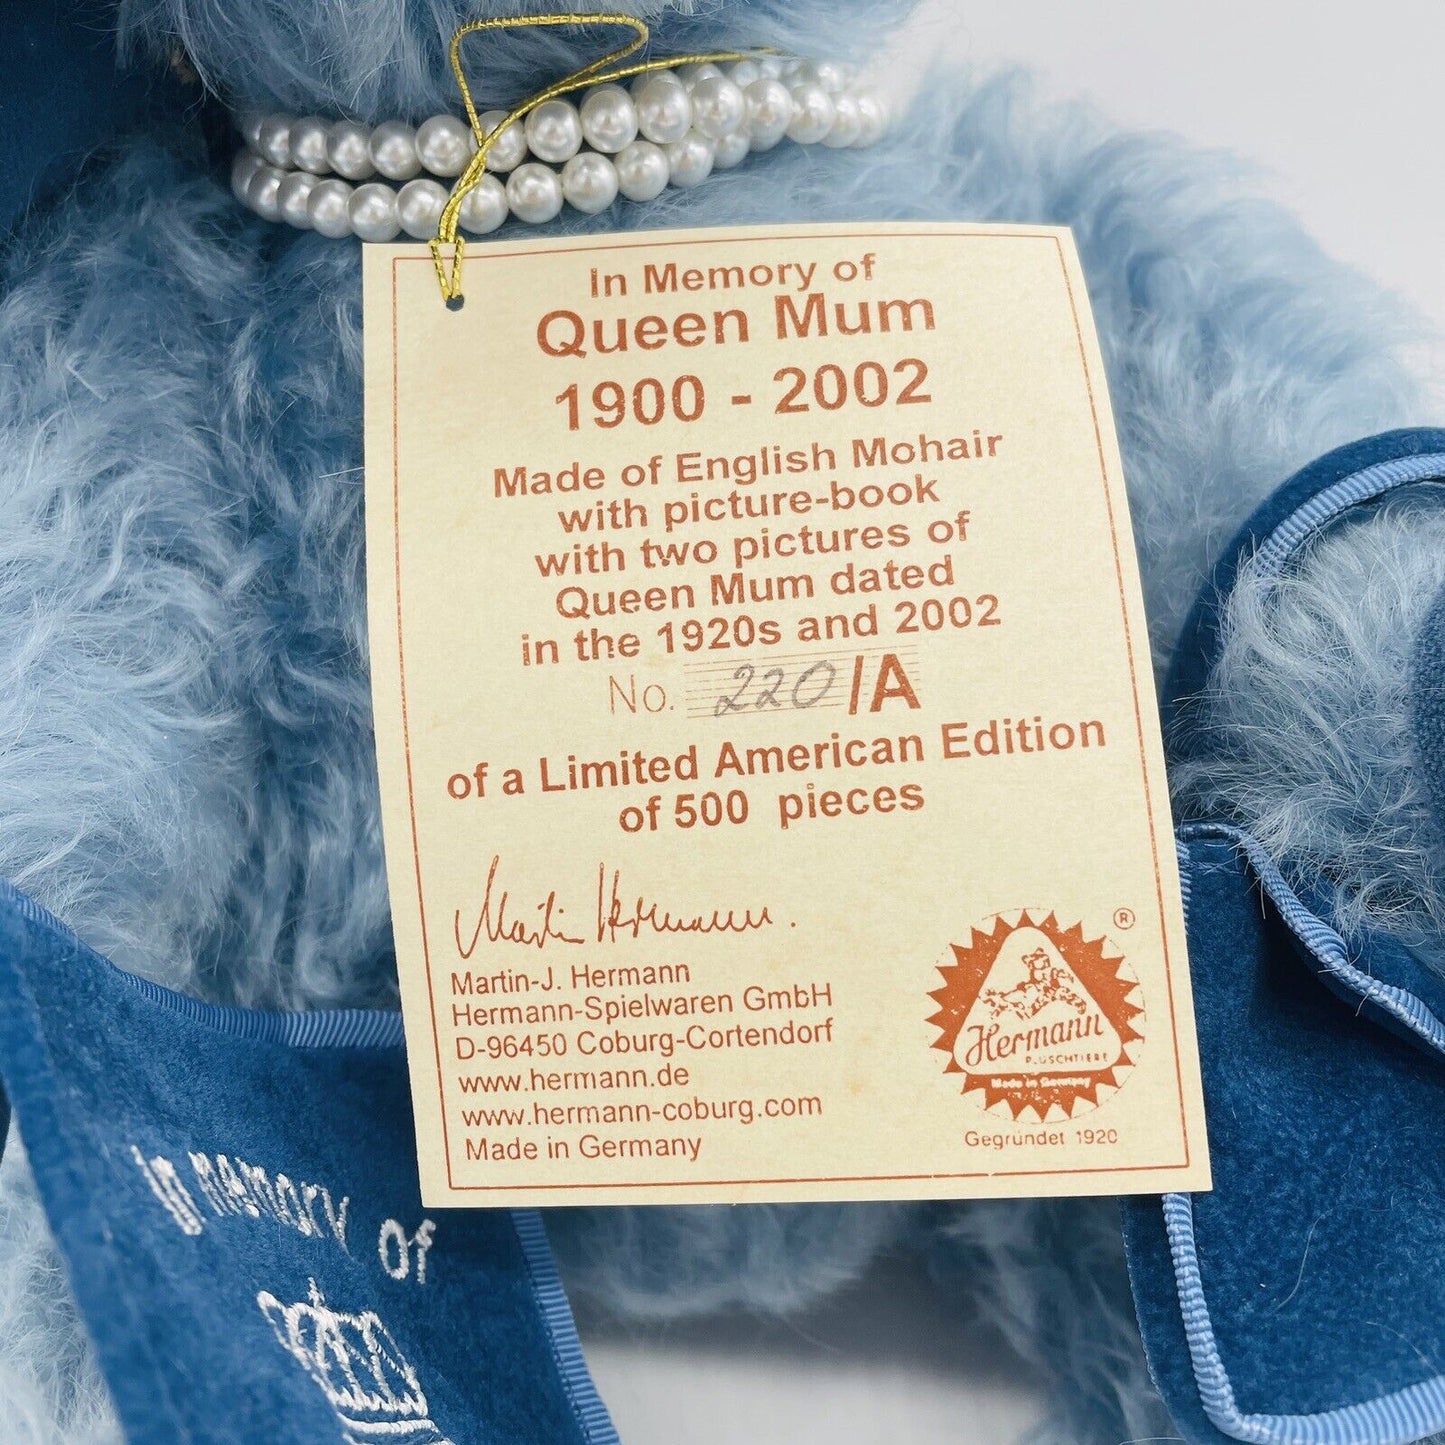 In Memory of
Queen Mum
1900 - 2002
Made of English Mohair
with picture-book
with two pictures of
Queen Mum dated
in the 1920s and 2002
No. 220/A
of a Limited American Edition
of 500 pieces
Martin Hermann.
Martin-J. Hermann
Hermann-Spielwaren GmbH
D-96450 Coburg-Cortendorf
www.hermann.de
www.hermann-coburg.com
Made in Germany
®
Hermann
PLÜSCHTIERE
Made in Germany
Gegründet 1920
In memory of